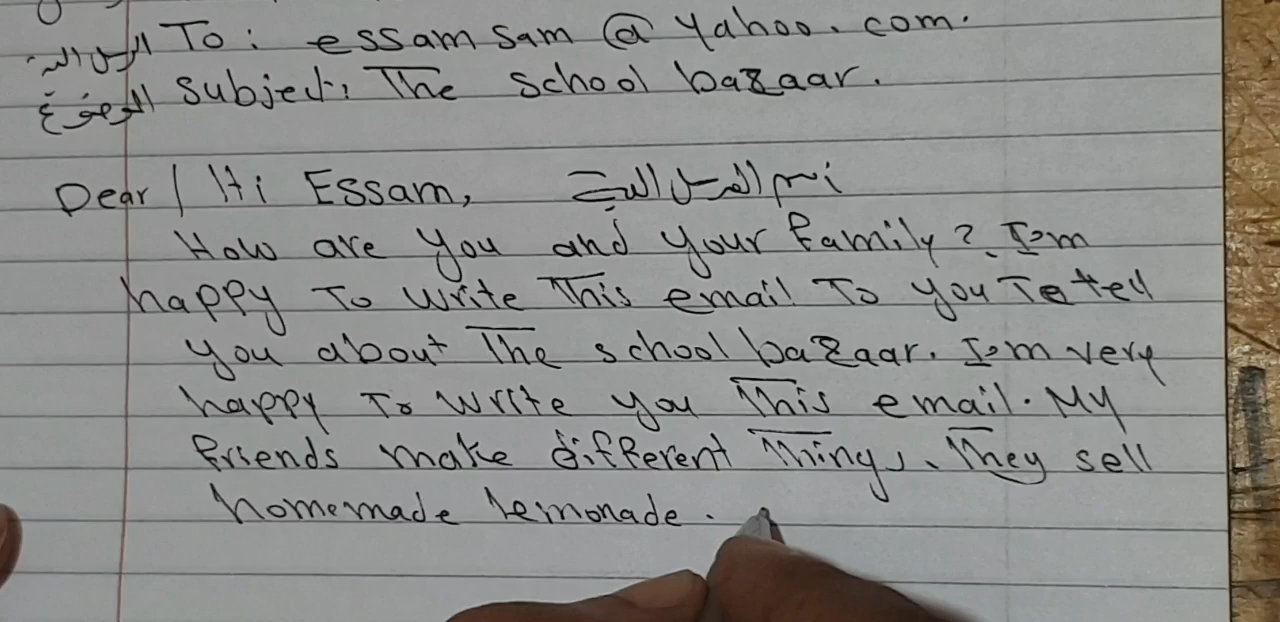 المرسل اليه To: essamsam@yahoo.com.
الموضوع Subject: The school bazaar.
Dear / Hi Essam, اسم المرسل اليه
How are you and your family? I'm
happy To write This email To you To tell
you about The school bazaar. I'm very
happy To write you This email. My
friends make different Things. They sell
homemade lemonade.